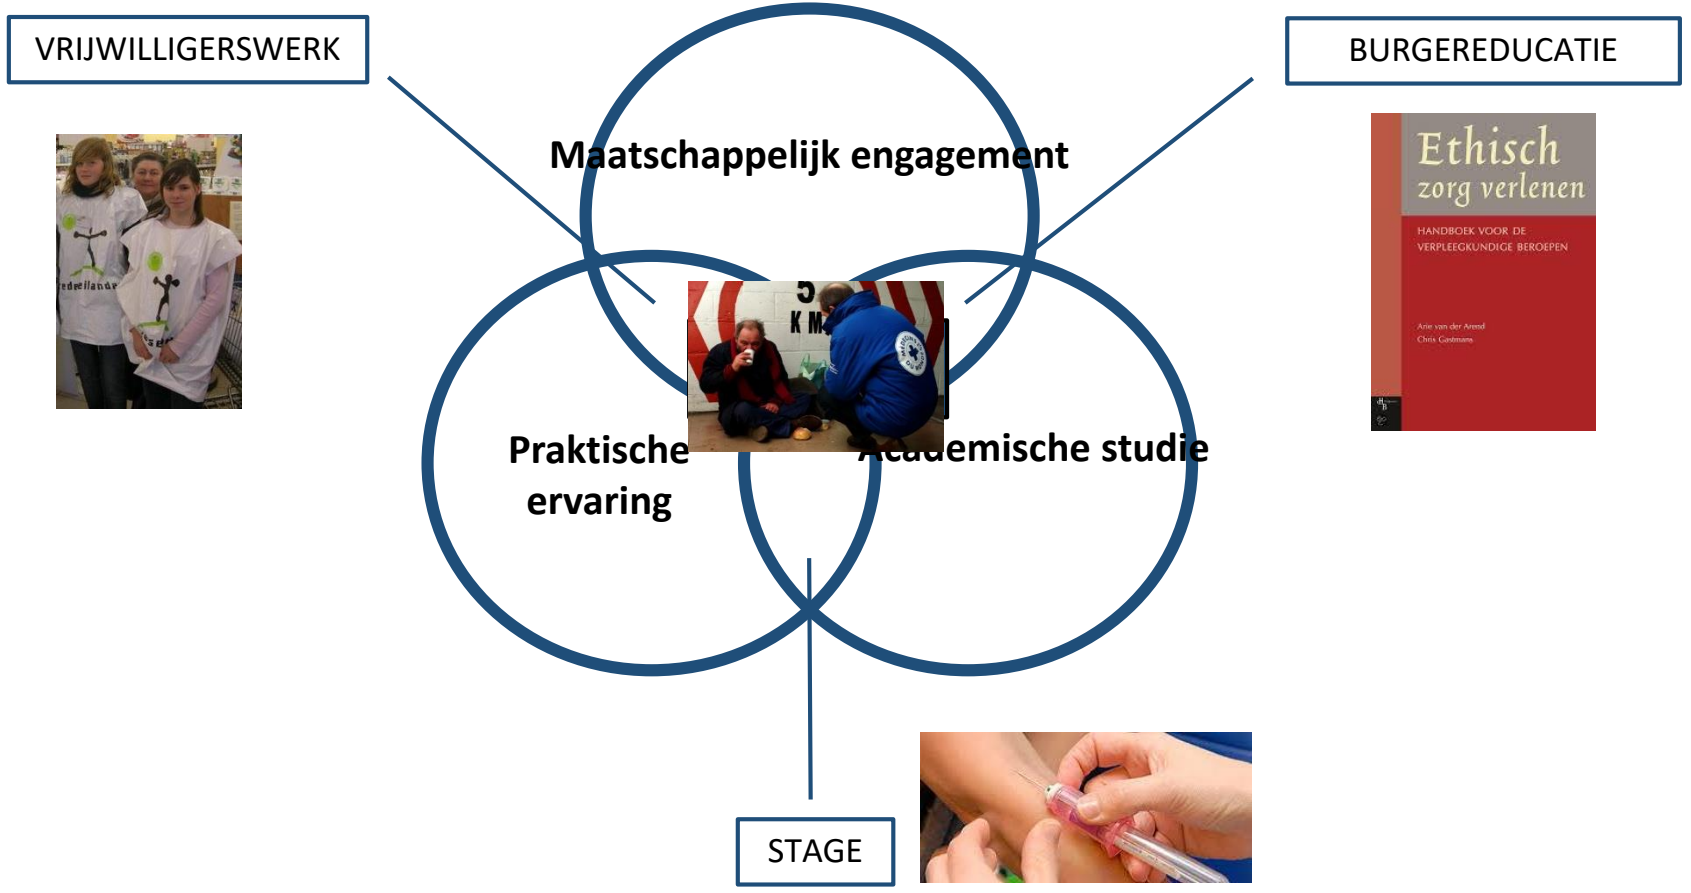 VRIJWILLIGERSWERK
BURGEREDUCATIE
Maatschappelijk engagement
Ethisch
zorg verlenen
HANDBOEK VOOR DE
VERPLEEGKUNDIGE BEROEPEN
Arie van der Arend
Chris Gastmans
5
KM
Praktische
ervaring
Academische studie
STAGE